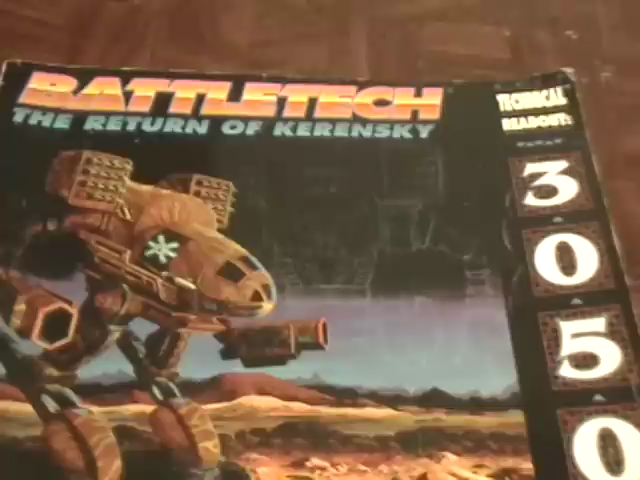 BATTLETECH
THE RETURN OF KERENSKY
TECHNICAL
READOUT:
3
0
5
0